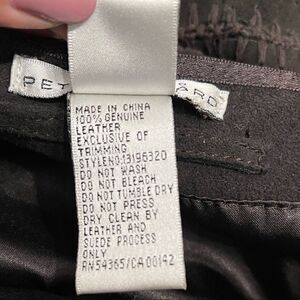 PET
ARD
MADE IN CHINA
100% GENUINE
LEATHER
EXCLUSIVE OF
TRIMMING
STYLENO:13196320
DO NOT WASH
DO NOT BLEACH
DO NOT TUMBLE DRY
DO NOT PRESS
DRY CLEAN BY
LEATHER AND
SUEDE PROCESS
ONLY
RN54365/CA00142